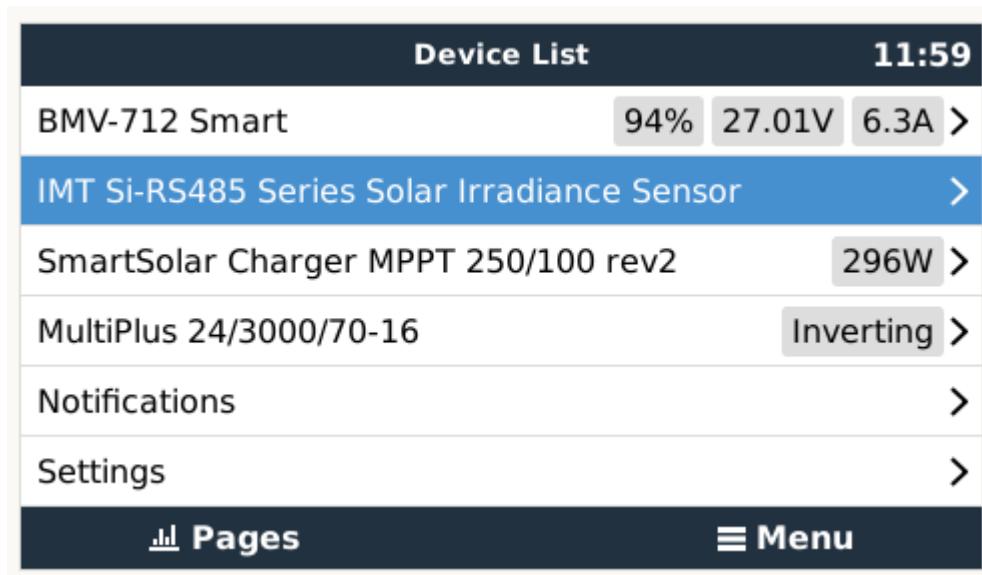 Device List 11:59
BMV-712 Smart 94% 27.01V 6.3A
IMT Si-RS485 Series Solar Irradiance Sensor
SmartSolar Charger MPPT 250/100 rev2 296W
MultiPlus 24/3000/70-16 Inverting
Notifications
Settings
Pages Menu